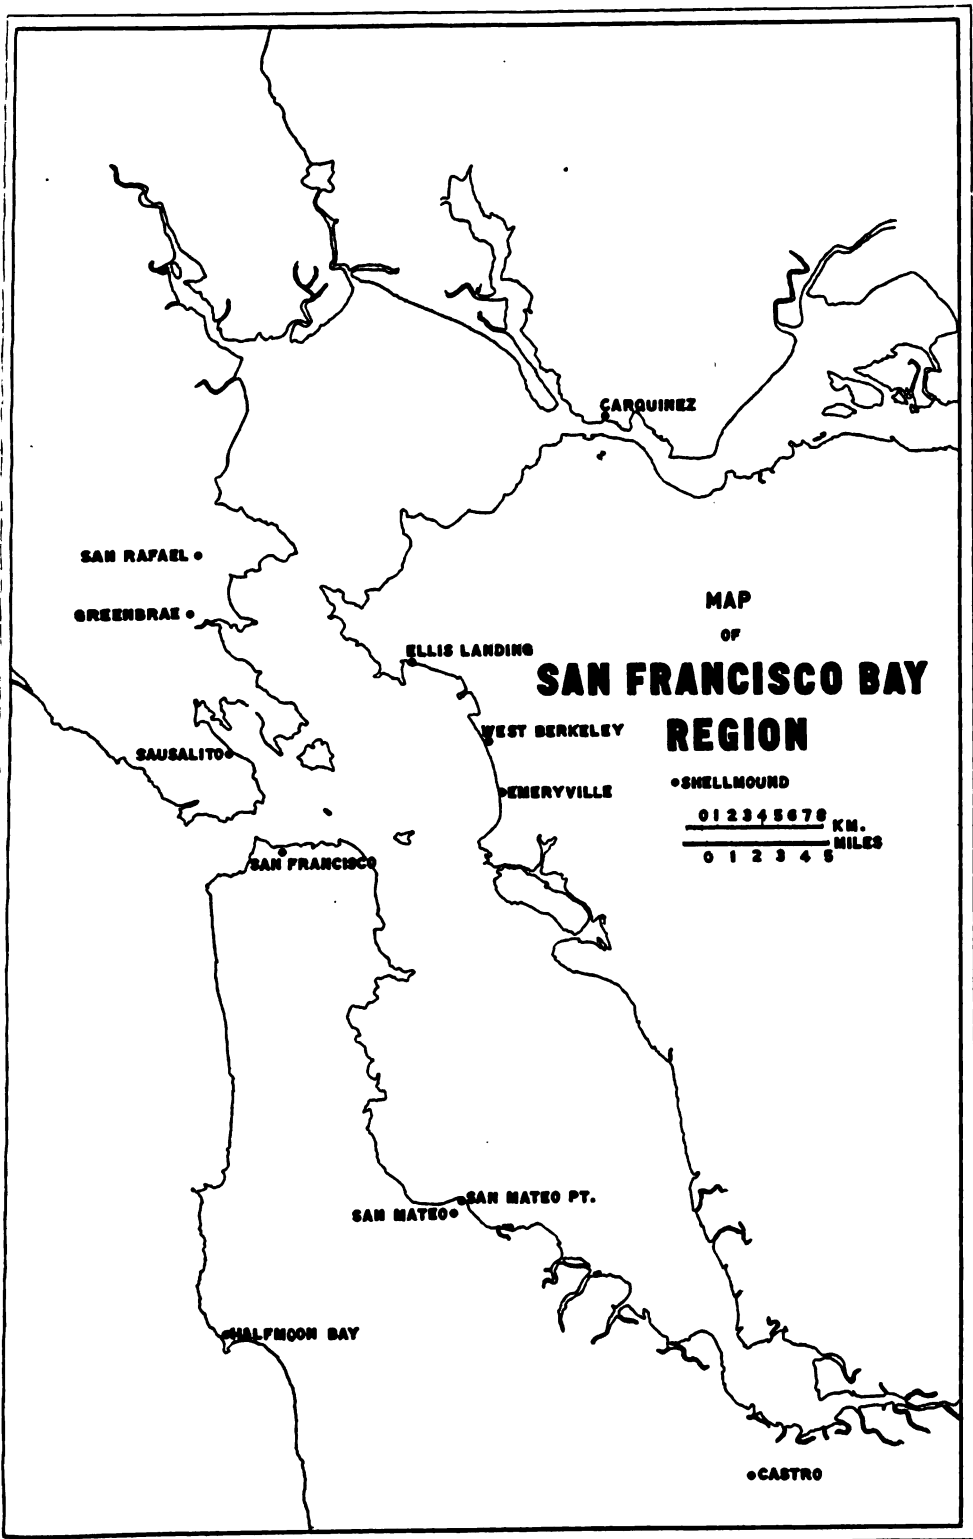 CARQUINEZ
SAN RAFAEL
GREENBRAE
MAP
OF
SAN FRANCISCO BAY
REGION
ELLIS LANDING
WEST BERKELEY
SAUSALITO
SHELLMOUND
EMERYVILLE
0 1 2 3 4 5 6 7 8
KM.
MILES
0 1 2 3 4 5
SAN FRANCISCO
SAN MATEO PT.
SAN MATEO
HALFMOON BAY
CASTRO